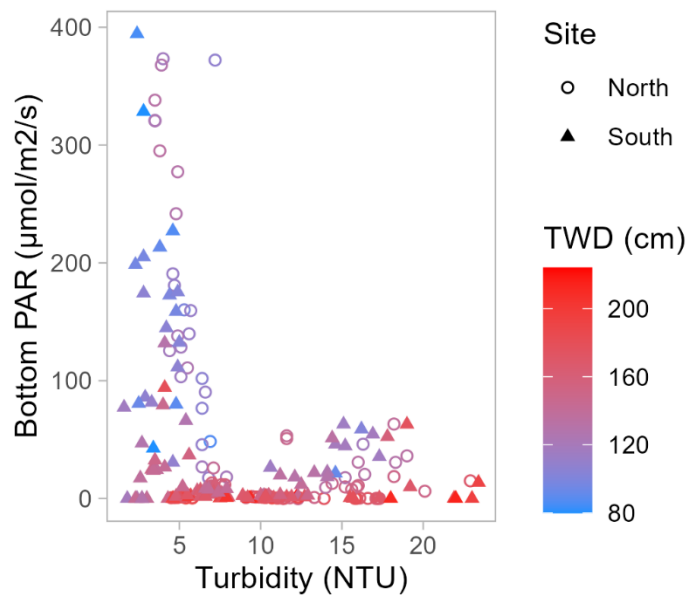 400
300
200
100
0
Bottom PAR (μmol/m2/s)
5
10
15
20
Turbidity (NTU)
Site
North
South
TWD (cm)
200
160
120
80